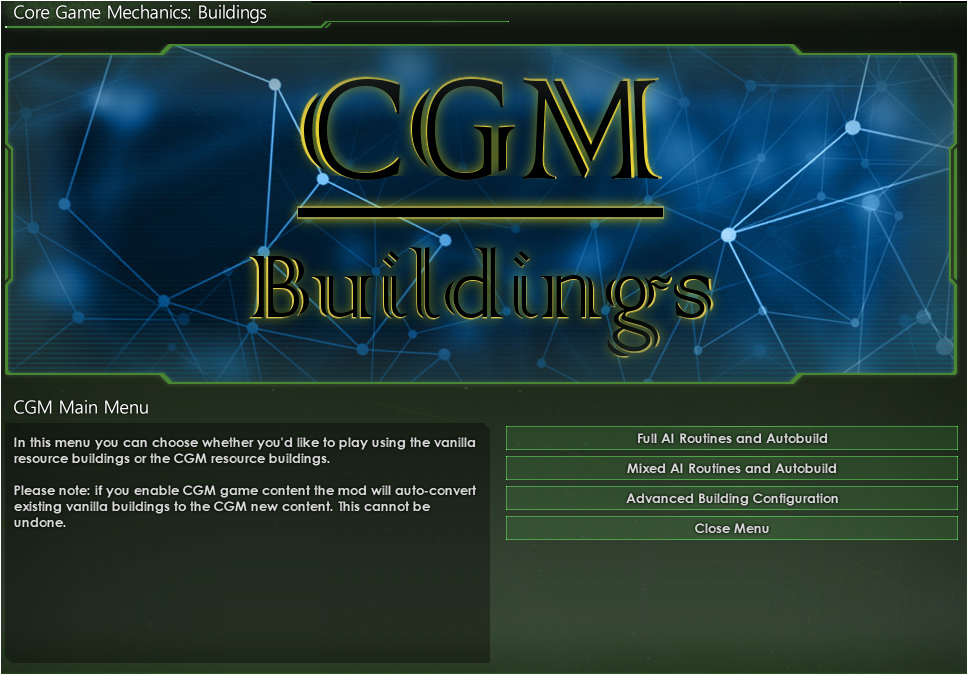 Core Game Mechanics: Buildings
CGM
Buildings
CGM Main Menu
In this menu you can choose whether you'd like to play using the vanilla
resource buildings or the CGM resource buildings.
Please note: if you enable CGM game content the mod will auto-convert
existing vanilla buildings to the CGM new content. This cannot be
undone.
Full AI Routines and Autobuild
Mixed AI Routines and Autobuild
Advanced Building Configuration
Close Menu